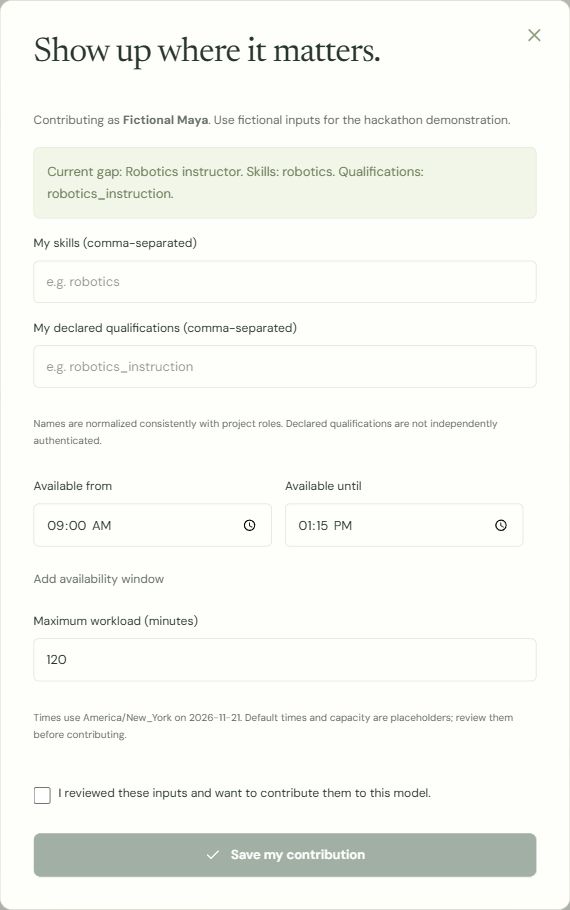 Show up where it matters.
Contributing as Fictional Maya. Use fictional inputs for the hackathon demonstration.
Current gap: Robotics instructor. Skills: robotics. Qualifications:
robotics_instruction.
My skills (comma-separated)
e.g. robotics
My declared qualifications (comma-separated)
e.g. robotics_instruction
Names are normalized consistently with project roles. Declared qualifications are not independently
authenticated.
Available from
Available until
09:00 AM
01:15 PM
Add availability window
Maximum workload (minutes)
120
Times use America/New_York on 2026-11-21. Default times and capacity are placeholders; review them
before contributing.
I reviewed these inputs and want to contribute them to this model.
Save my contribution